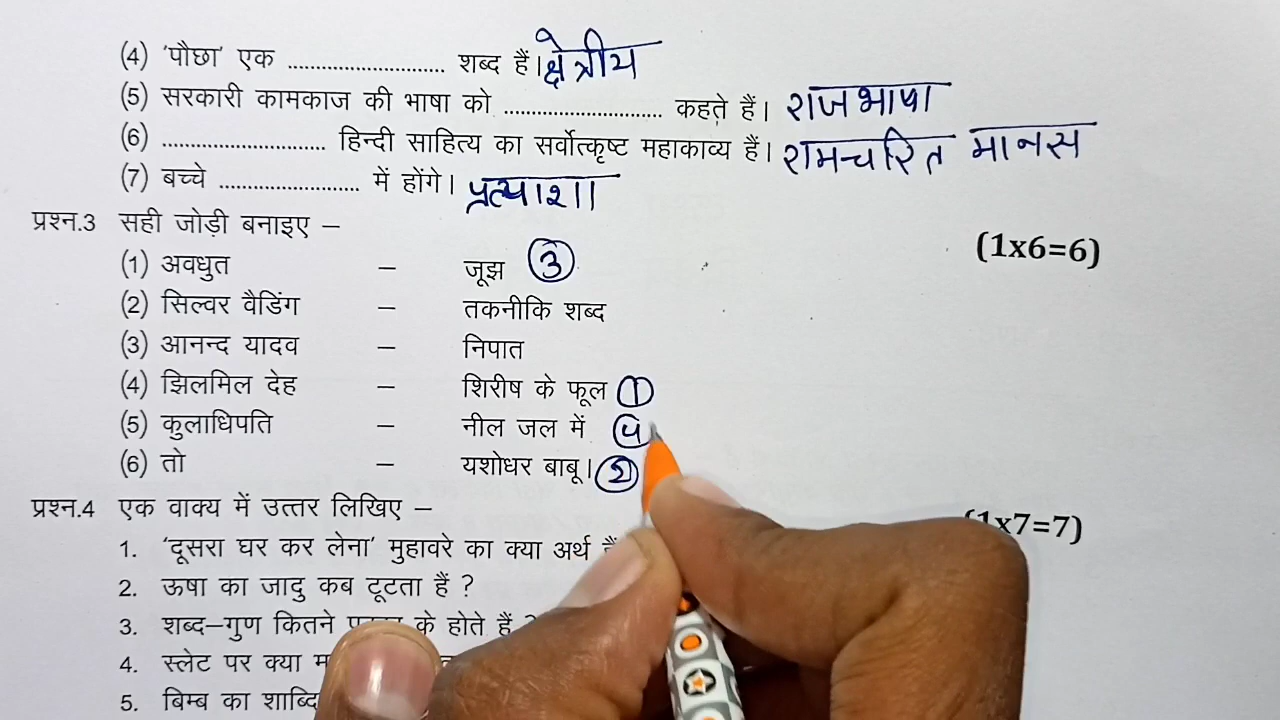 (4) 'पौछा' एक ........................... शब्द हैं। क्षेत्रीय
(5) सरकारी कामकाज की भाषा को ............................ कहते हैं। राजभाषा
(6) ............................ हिन्दी साहित्य का सर्वोत्कृष्ट महाकाव्य हैं। रामचरित मानस
(7) बच्चे ........................ में होंगे। प्रत्याशा
प्रश्न.3 सही जोड़ी बनाइए – (1x6=6)
(1) अवधुत – जूझ 3
(2) सिल्वर वैडिंग – तकनीकि शब्द
(3) आनन्द यादव – निपात
(4) झिलमिल देह – शिरीष के फूल 1
(5) कुलाधिपति – नील जल में 4
(6) तो – यशोधर बाबू। 2
प्रश्न.4 एक वाक्य में उत्तर लिखिए – (1x7=7)
1. 'दूसरा घर कर लेना' मुहावरे का क्या अर्थ
2. ऊषा का जादु कब टूटता हैं ?
3. शब्द–गुण कितने के होते हैं ?
4. स्लेट पर क्या
5. बिम्ब का